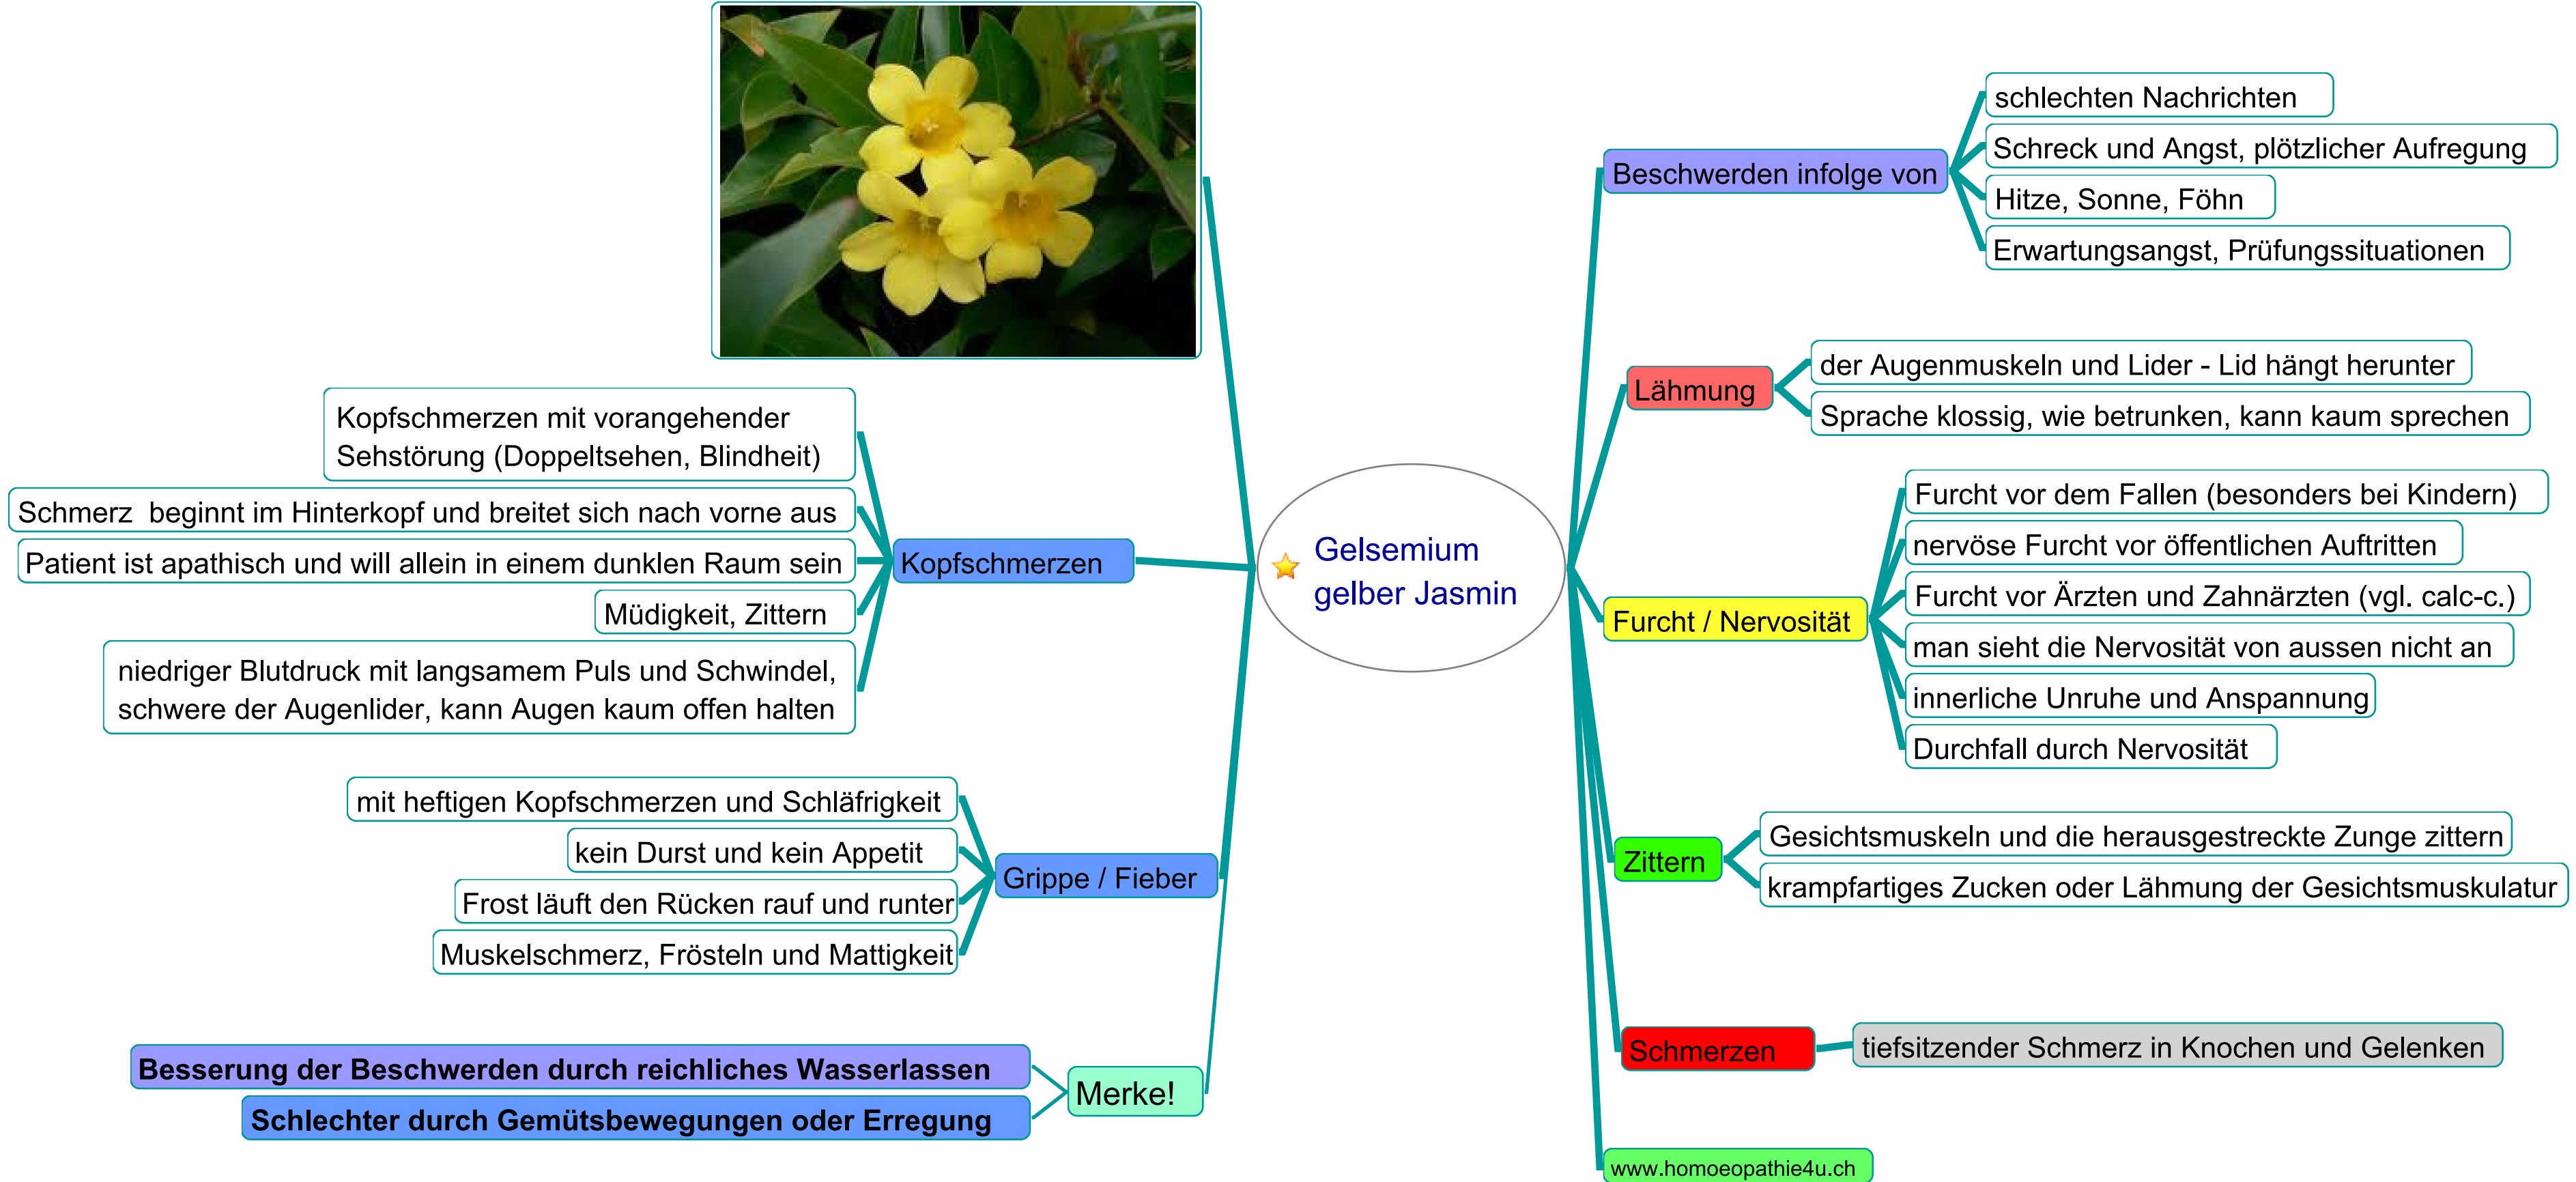 Gelsemium
gelber Jasmin
Beschwerden infolge von
schlechten Nachrichten
Schreck und Angst, plötzlicher Aufregung
Hitze, Sonne, Föhn
Erwartungsangst, Prüfungssituationen
Lähmung
der Augenmuskeln und Lider - Lid hängt herunter
Sprache klossig, wie betrunken, kann kaum sprechen
Furcht / Nervosität
Furcht vor dem Fallen (besonders bei Kindern)
nervöse Furcht vor öffentlichen Auftritten
Furcht vor Ärzten und Zahnärzten (vgl. calc-c.)
man sieht die Nervosität von aussen nicht an
innerliche Unruhe und Anspannung
Durchfall durch Nervosität
Zittern
Gesichtsmuskeln und die herausgestreckte Zunge zittern
krampfartiges Zucken oder Lähmung der Gesichtsmuskulatur
Schmerzen
tiefsitzender Schmerz in Knochen und Gelenken
www.homoeopathie4u.ch
Kopfschmerzen
Kopfschmerzen mit vorangehender
Sehstörung (Doppeltsehen, Blindheit)
Schmerz  beginnt im Hinterkopf und breitet sich nach vorne aus
Patient ist apathisch und will allein in einem dunklen Raum sein
Müdigkeit, Zittern
niedriger Blutdruck mit langsamem Puls und Schwindel,
schwere der Augenlider, kann Augen kaum offen halten
Grippe / Fieber
mit heftigen Kopfschmerzen und Schläfrigkeit
kein Durst und kein Appetit
Frost läuft den Rücken rauf und runter
Muskelschmerz, Frösteln und Mattigkeit
Merke!
Besserung der Beschwerden durch reichliches Wasserlassen
Schlechter durch Gemütsbewegungen oder Erregung